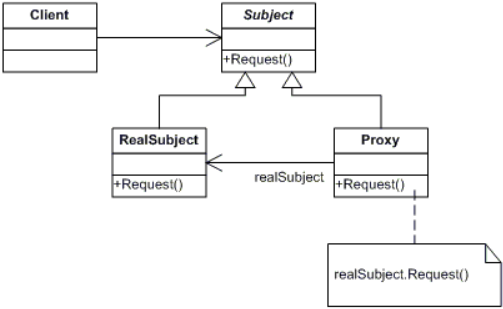 Client
Subject
+Request()
RealSubject
+Request()
Proxy
+Request()
realSubject
realSubject.Request()